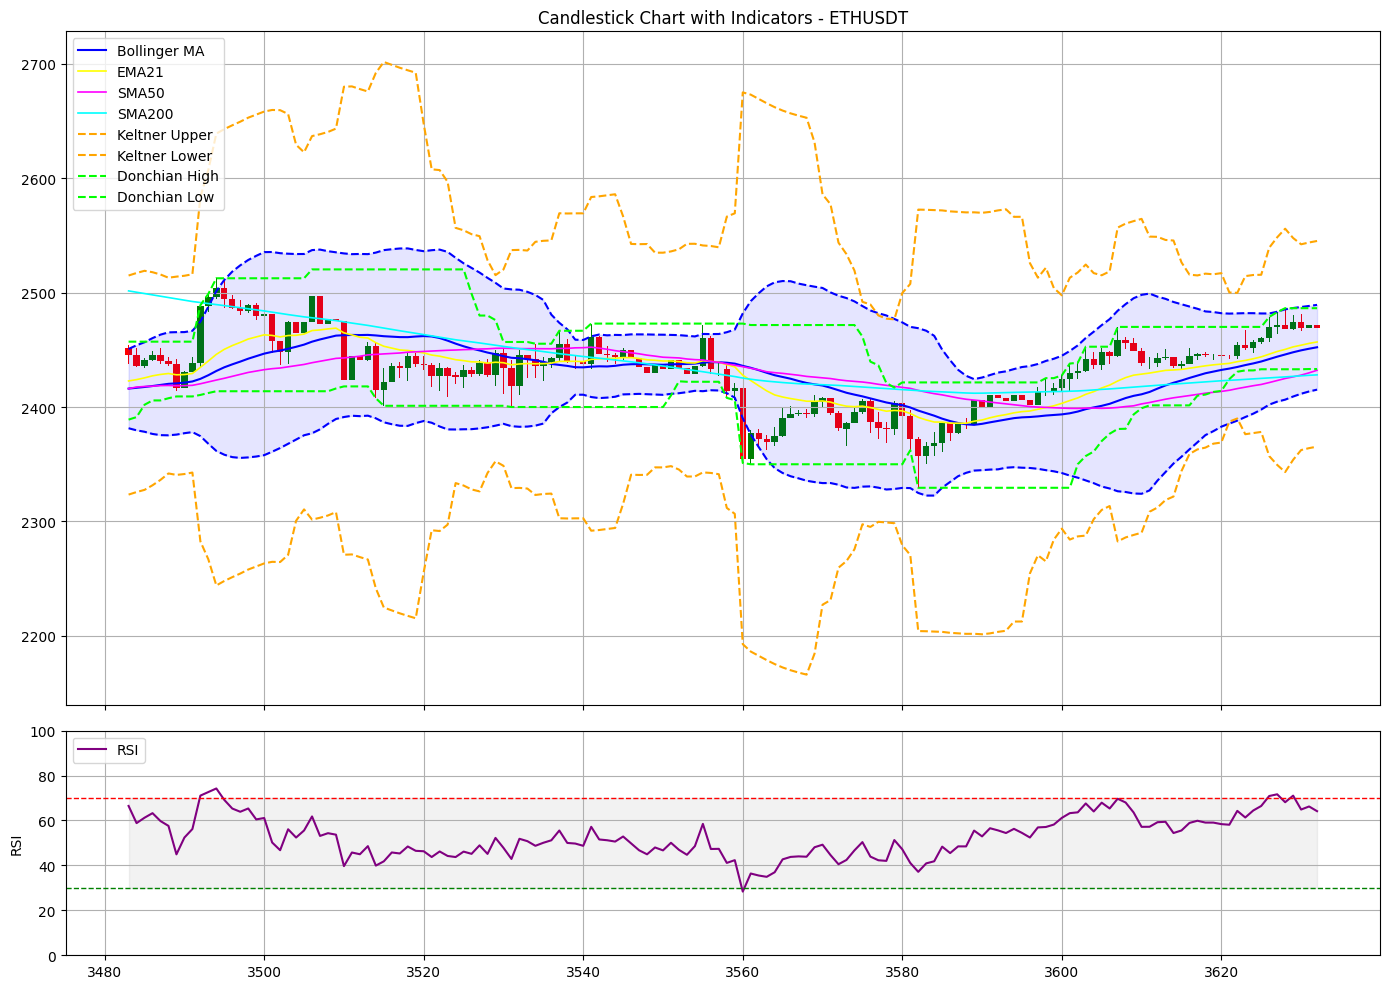 Candlestick Chart with Indicators - ETHUSDT
Bollinger MA
EMA21
SMA50
SMA200
Keltner Upper
Keltner Lower
Donchian High
Donchian Low
2700
2600
2500
2400
2300
2200
RSI
100
80
60
40
20
0
RSI
3480 3500 3520 3540 3560 3580 3600 3620